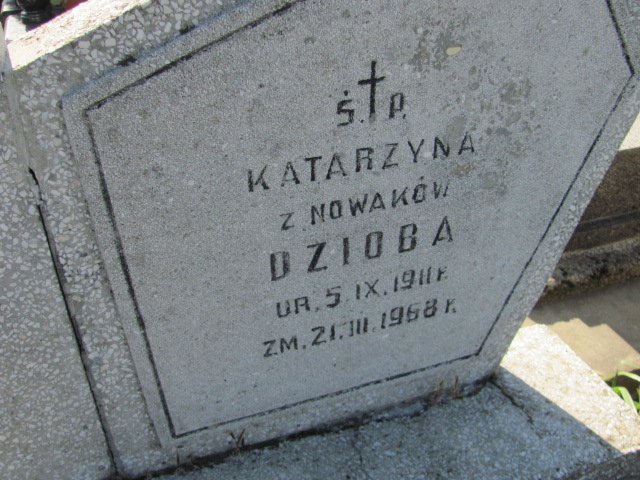 Ś. P.
KATARZYNA
Z NOWAKÓW
DZIOBA
UR. 5.IX.1911 R.
ZM. 21.III.1968 R.